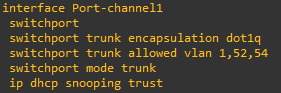 interface Port-channel1
 switchport
 switchport trunk encapsulation dot1q
 switchport trunk allowed vlan 1,52,54
 switchport mode trunk
 ip dhcp snooping trust